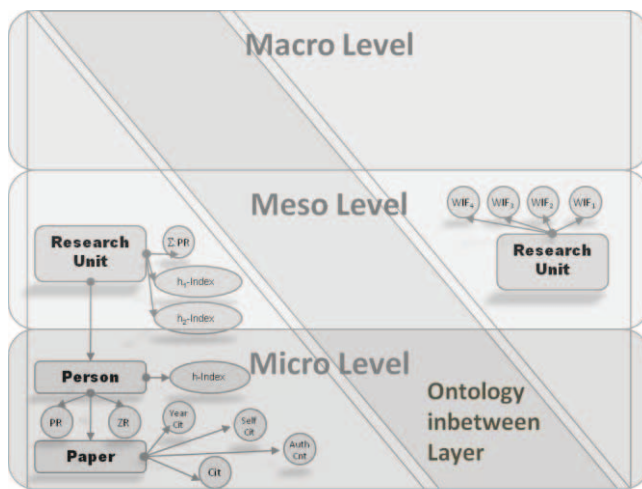 Macro Level
Meso Level
WIF4 WIF3 WIF2 WIF1
Research
Unit
Σ PR
h1-Index
h2-Index
Research
Unit
Micro Level
Person
h-Index
PR
ZR
Year
Cit
Self
Cit
Auth
Cnt
Paper
Cit
Ontology
inbetween
Layer